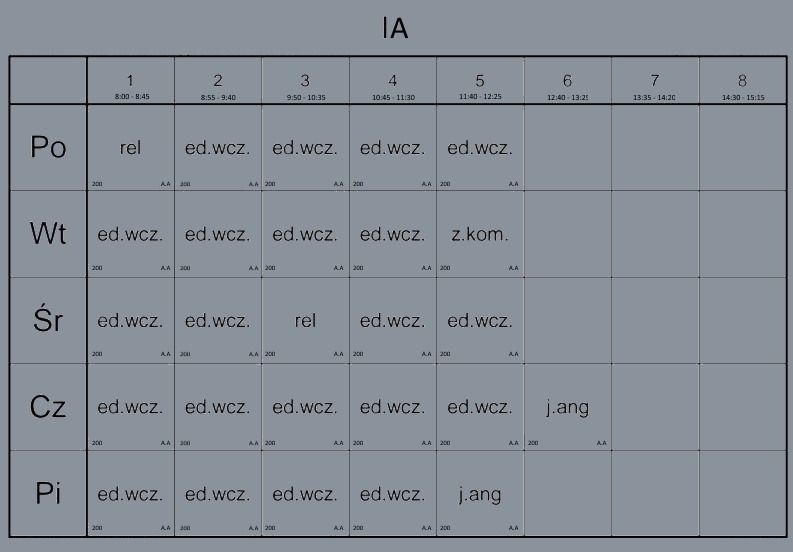 IA
1 2 3 4 5 6 7 8
8:00 - 8:45 8:55 - 9:40 9:50 - 10:35 10:45 - 11:30 11:40 - 12:25 12:40 - 13:25 13:35 - 14:20 14:30 - 15:15
Po rel ed.wcz. ed.wcz. ed.wcz. ed.wcz.
200 A.A 200 A.A 200 A.A 200 A.A 200 A.A
Wt ed.wcz. ed.wcz. ed.wcz. ed.wcz. z.kom.
200 A.A 200 A.A 200 A.A 200 A.A 200 A.A
Śr ed.wcz. ed.wcz. rel ed.wcz. ed.wcz.
200 A.A 200 A.A 200 A.A 200 A.A 200 A.A
Cz ed.wcz. ed.wcz. ed.wcz. ed.wcz. ed.wcz. j.ang
200 A.A 200 A.A 200 A.A 200 A.A 200 A.A 200 A.A
Pi ed.wcz. ed.wcz. ed.wcz. ed.wcz. j.ang
200 A.A 200 A.A 200 A.A 200 A.A 200 A.A